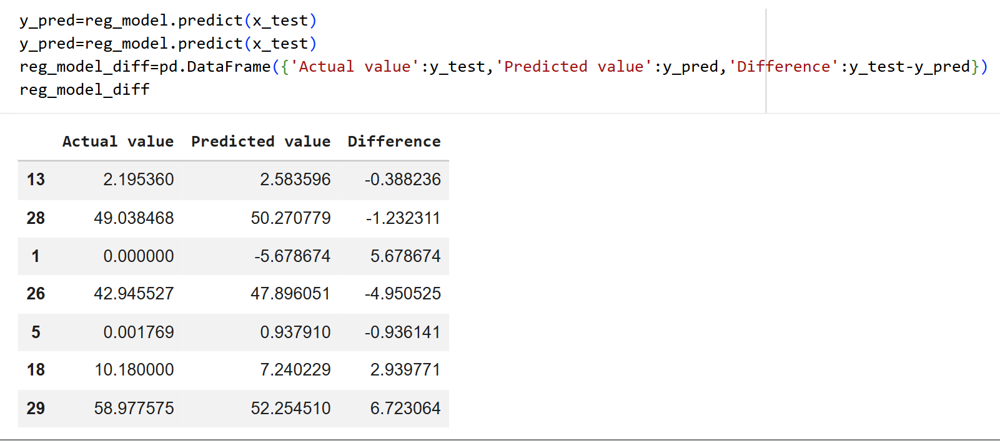 y_pred=reg_model.predict(x_test)
y_pred=reg_model.predict(x_test)
reg_model_diff=pd.DataFrame({'Actual value':y_test,'Predicted value':y_pred,'Difference':y_test-y_pred})
reg_model_diff
Actual value Predicted value Difference
13 2.195360 2.583596 -0.388236
28 49.038468 50.270779 -1.232311
1 0.000000 -5.678674 5.678674
26 42.945527 47.896051 -4.950525
5 0.001769 0.937910 -0.936141
18 10.180000 7.240229 2.939771
29 58.977575 52.254510 6.723064